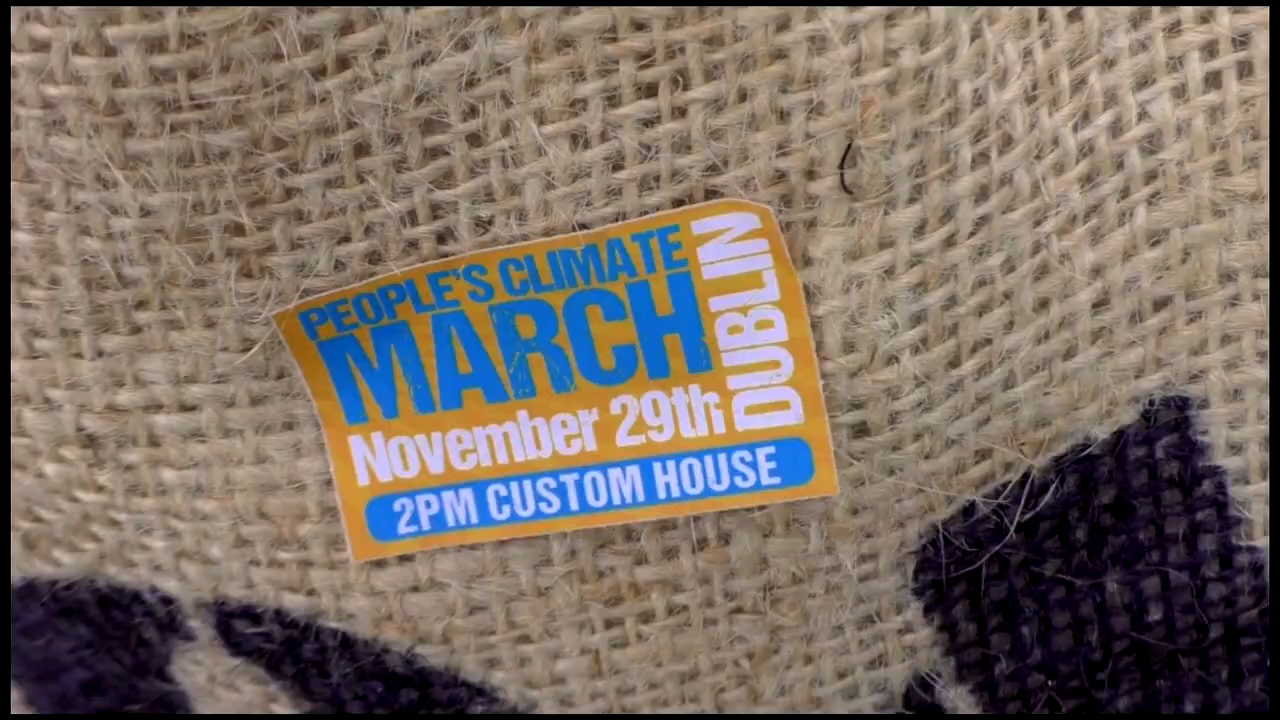 PEOPLE'S CLIMATE
MARCH
DUBLIN
November 29th
2PM CUSTOM HOUSE